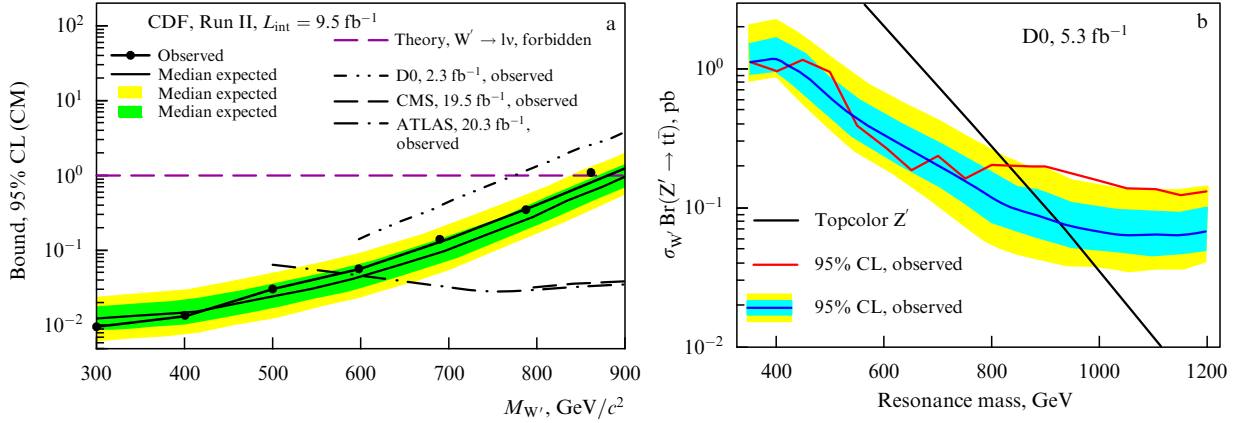 CDF, Run II, L_int = 9.5 fb⁻¹
a
Observed
Median expected
Median expected
Median expected
Theory, W′ → lν, forbidden
D0, 2.3 fb⁻¹, observed
CMS, 19.5 fb⁻¹, observed
ATLAS, 20.3 fb⁻¹,
observed
Bound, 95% CL (CM)
10²
10¹
10⁰
10⁻¹
10⁻²
300 400 500 600 700 800 900
M_W′, GeV/c²
b
D0, 5.3 fb⁻¹
Topcolor Z′
95% CL, observed
95% CL, observed
σ_W′ Br(Z′ → tt̄), pb
10⁰
10⁻¹
10⁻²
400 600 800 1000 1200
Resonance mass, GeV